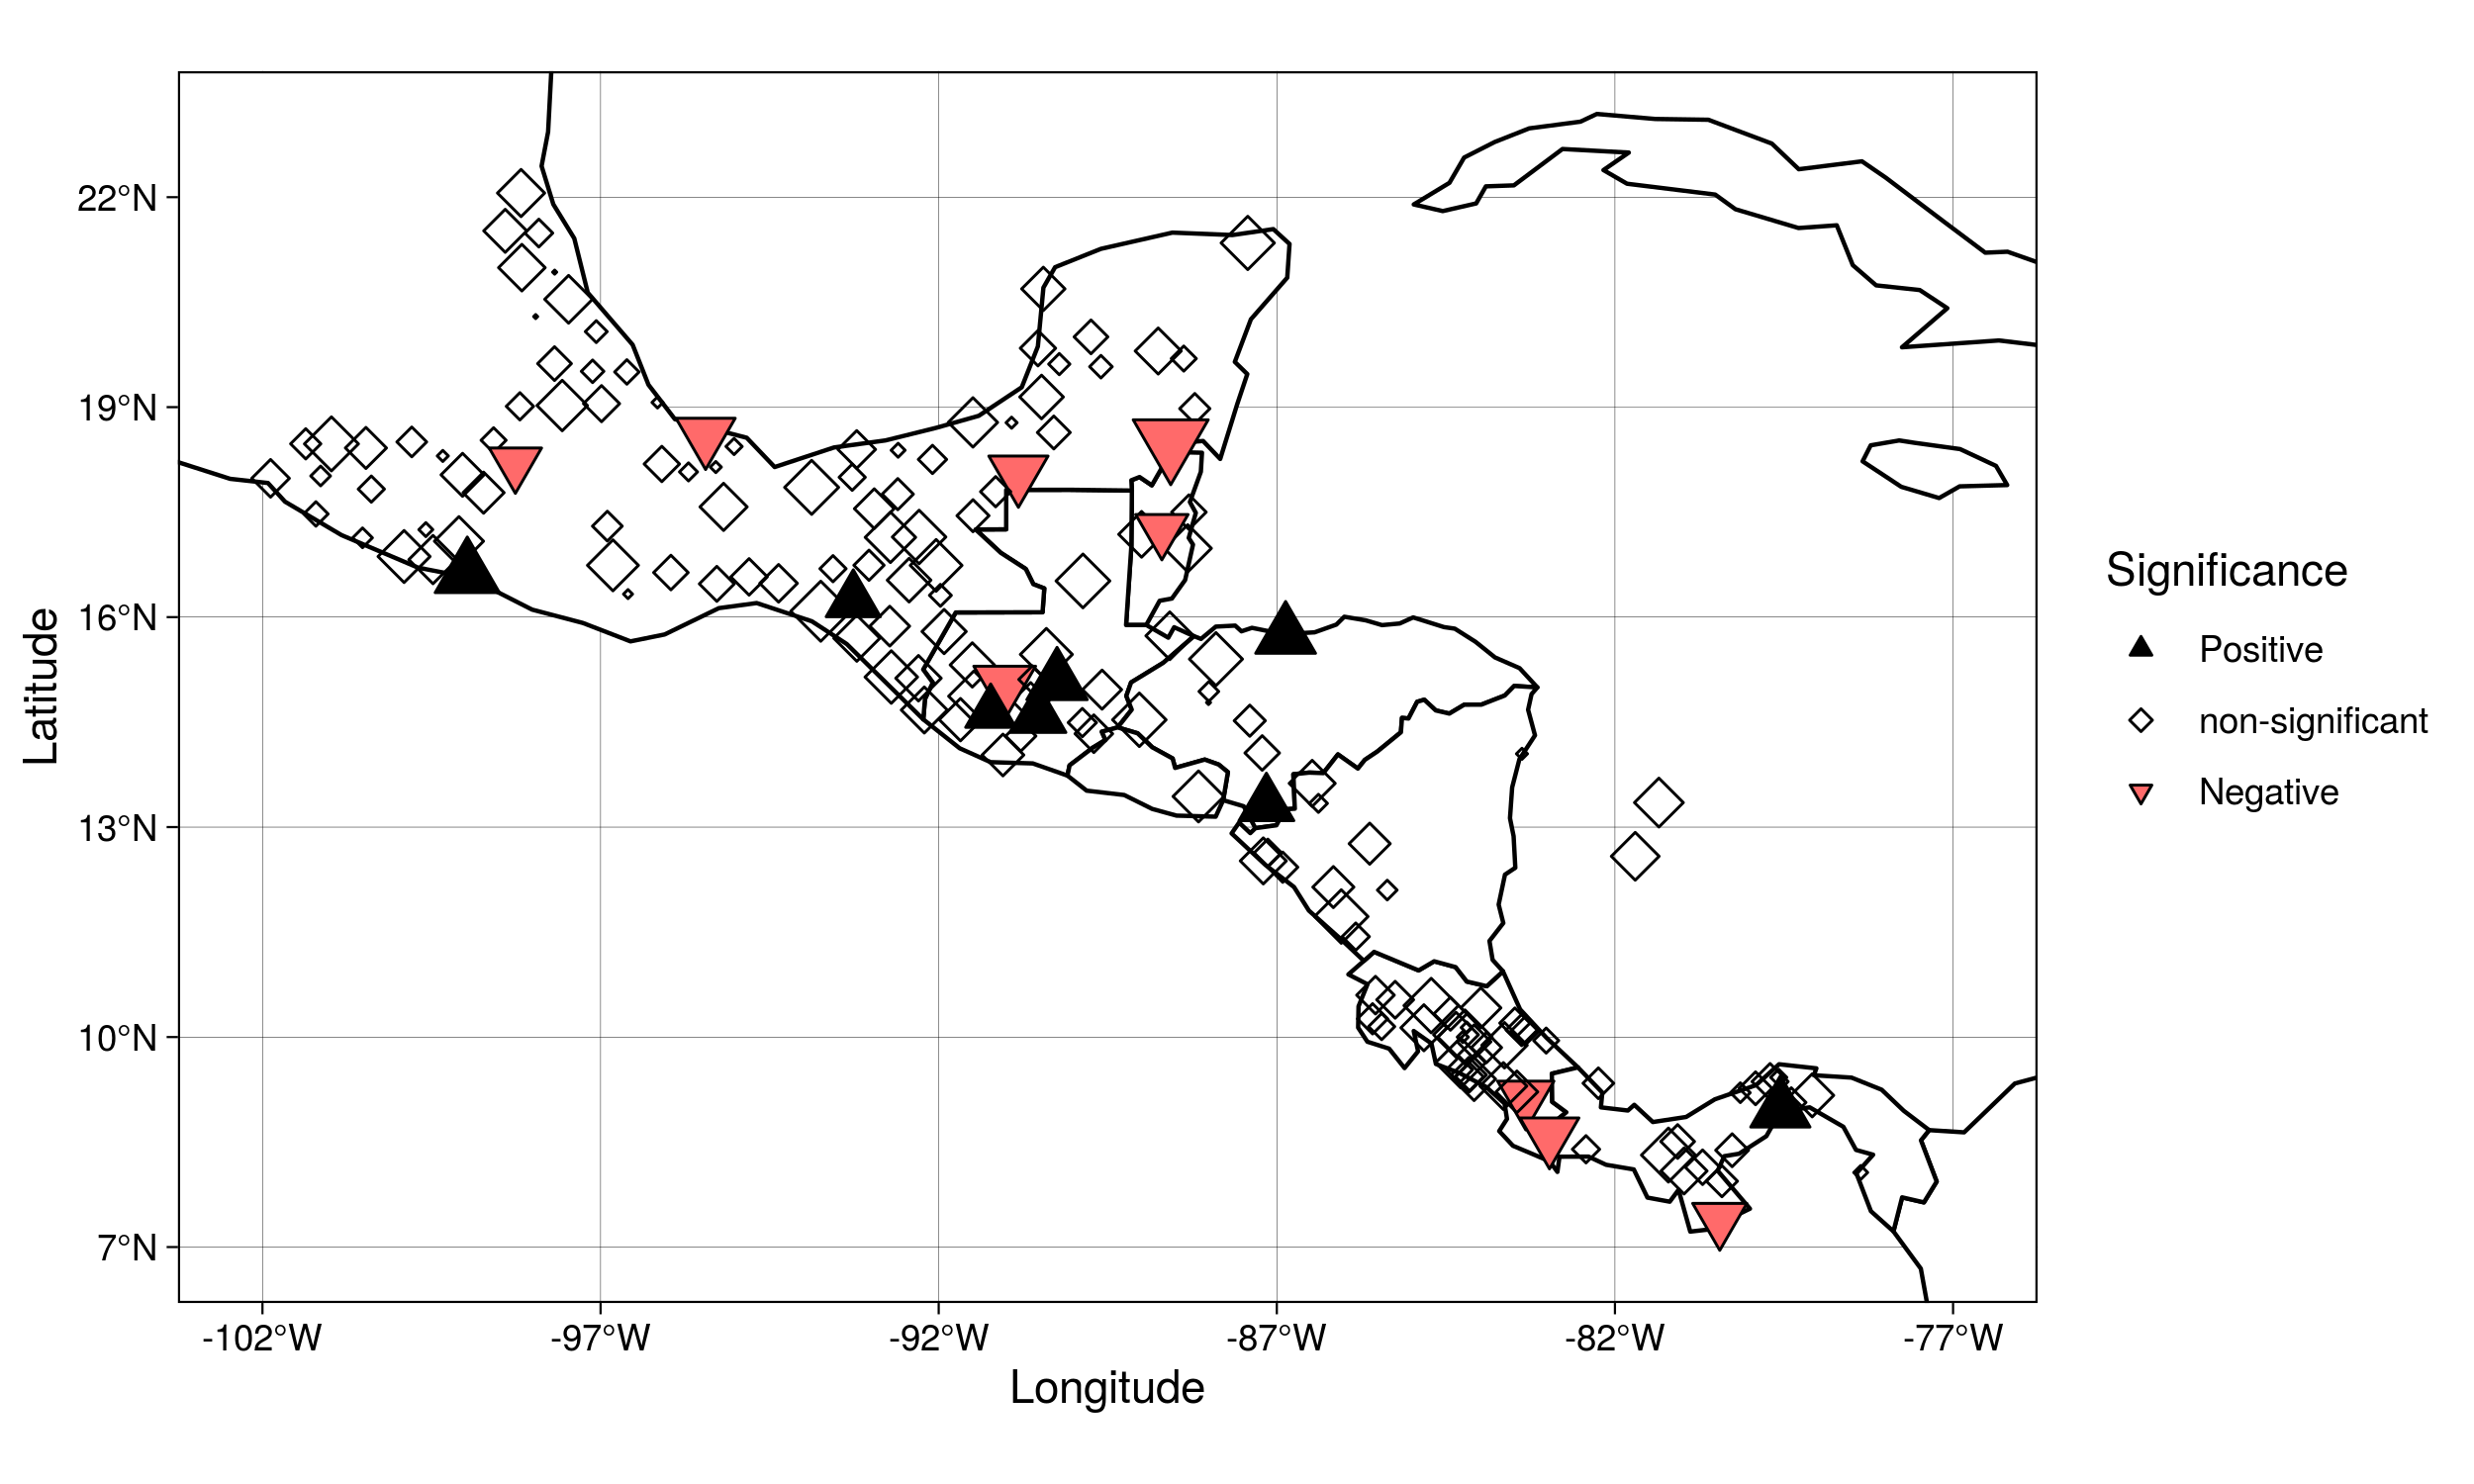 22°N
19°N
16°N
13°N
10°N
7°N
Latitude
-102°W
-97°W
-92°W
-87°W
-82°W
-77°W
Longitude
Significance
Positive
non-significant
Negative